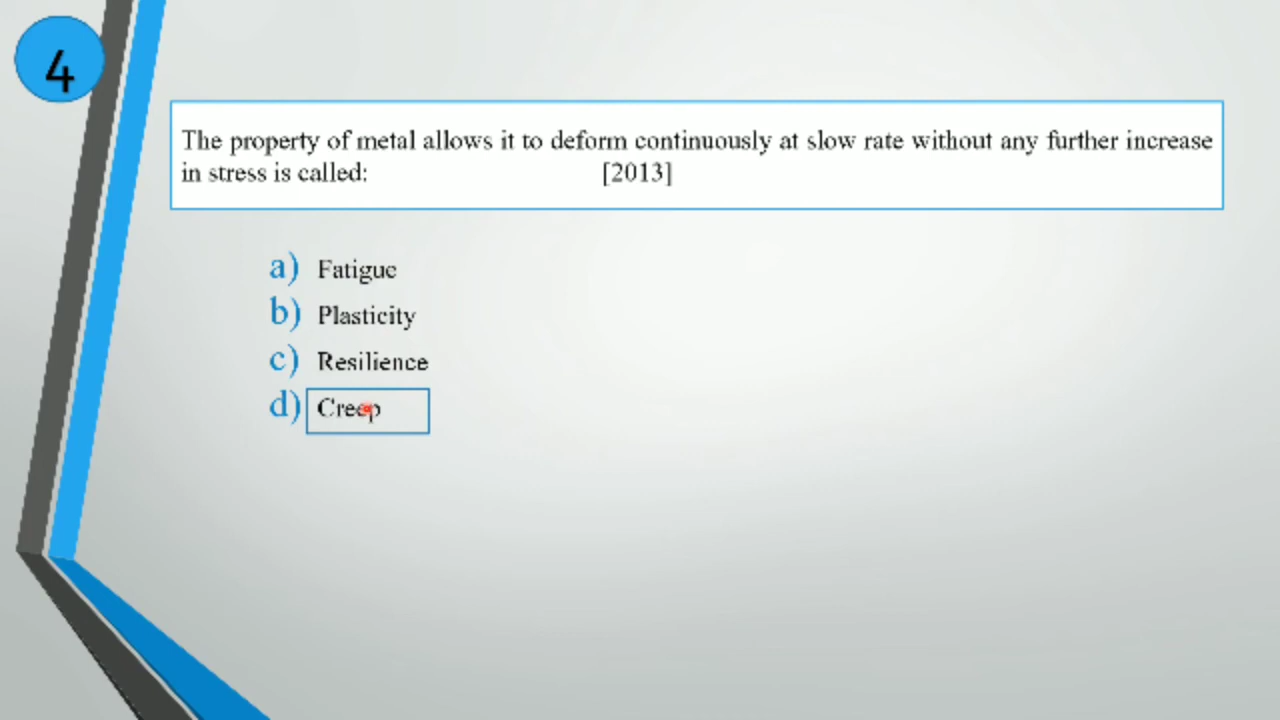 4
The property of metal allows it to deform continuously at slow rate without any further increase
in stress is called: [2013]
a) Fatigue
b) Plasticity
c) Resilience
d) Creep